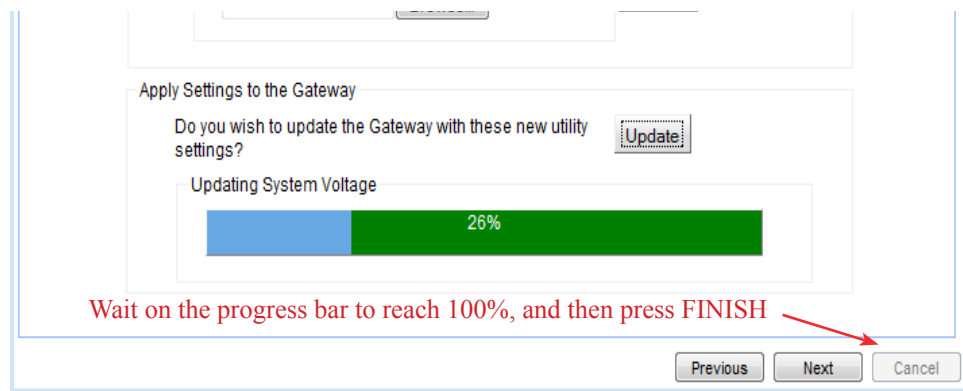 Apply Settings to the Gateway
Do you wish to update the Gateway with these new utility
settings?
Update
Updating System Voltage
26%
Wait on the progress bar to reach 100%, and then press FINISH
Previous
Next
Cancel